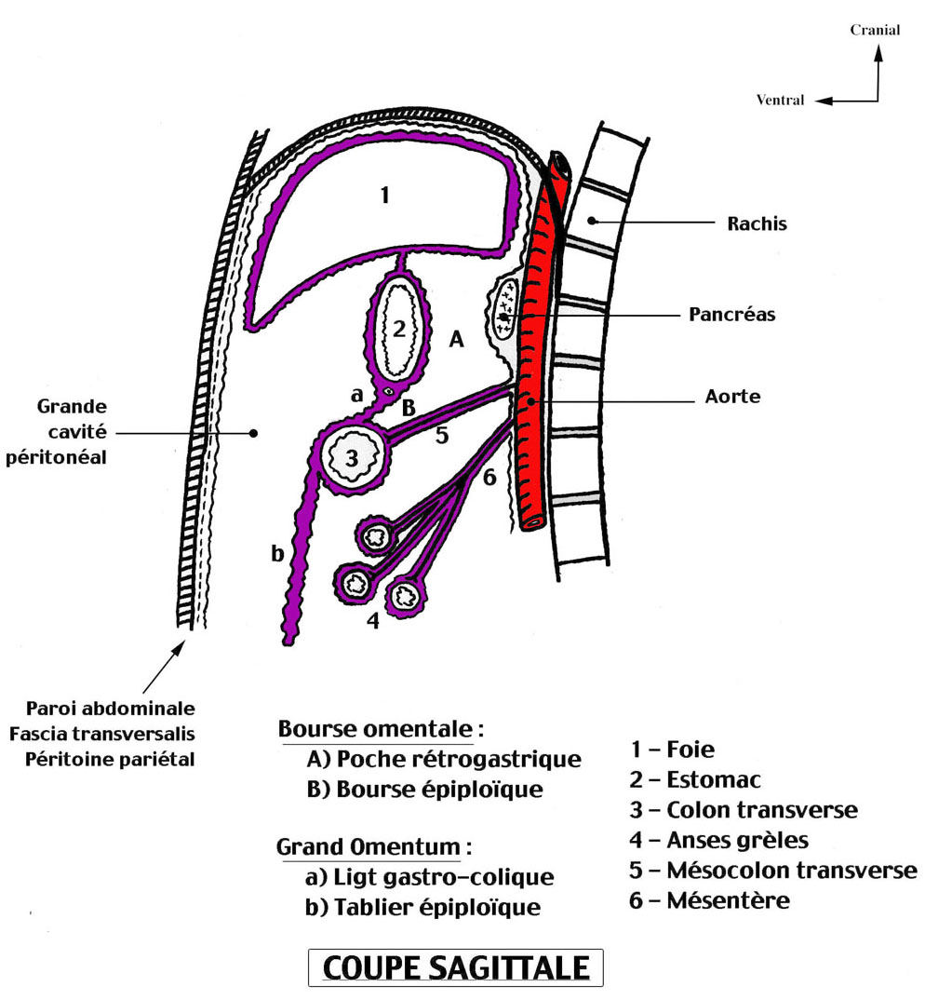 Cranial
Ventral
1
Rachis
Pancréas
2
A
a
B
Aorte
Grande
cavité
péritonéal
5
3
6
b
4
Paroi abdominale
Fascia transversalis
Péritoine pariétal
Bourse omentale :
A) Poche rétrogastrique
B) Bourse épiploïque
Grand Omentum :
a) Ligt gastro-colique
b) Tablier épiploïque
1 – Foie
2 – Estomac
3 – Colon transverse
4 – Anses grèles
5 – Mésocolon transverse
6 – Mésentère
COUPE SAGITTALE